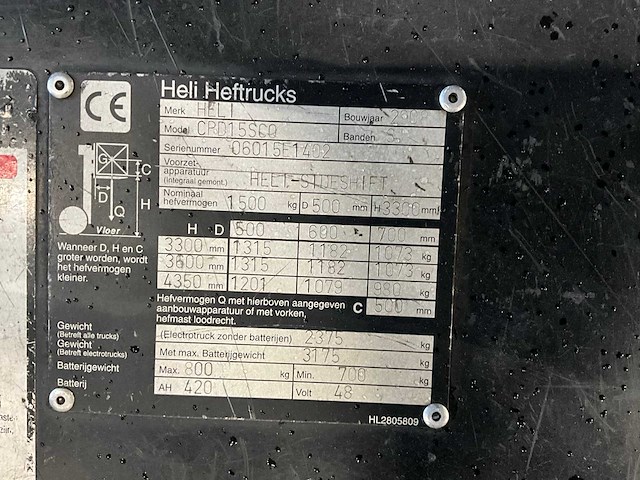 CE
Heli Heftrucks
Merk HELI Bouwjaar
Model CPD15SCQ Banden
Serienummer 06015E1402
Voorzet-
apparatuur HELI-SIDESHIFT
(integraal gemont.)
Nominaal
hefvermogen 1500 kg D 500 mm H 3300 mm
G
C
D
H
Q
Vloer
H D 500 600 700 mm
3300 mm 1315 1182 1073 kg
3600 mm 1315 1182 1073 kg
4350 mm 1201 1079 980 kg
Wanneer D, H en C
groter worden, wordt
het hefvermogen
kleiner.
Hefvermogen Q met hierboven aangegeven
aanbouwapparatuur of met vorken,
hefmast loodrecht.
C 500 mm
Gewicht
(Betreft alle trucks)
(Electrotruck zonder batterijen) 2375 kg
Gewicht
(Betreft electrotrucks)
Met max. Batterijgewicht 3175 kg
Batterijgewicht Max. 800 kg Min. 700 kg
Batterij AH 420 Volt 48
HL2805809